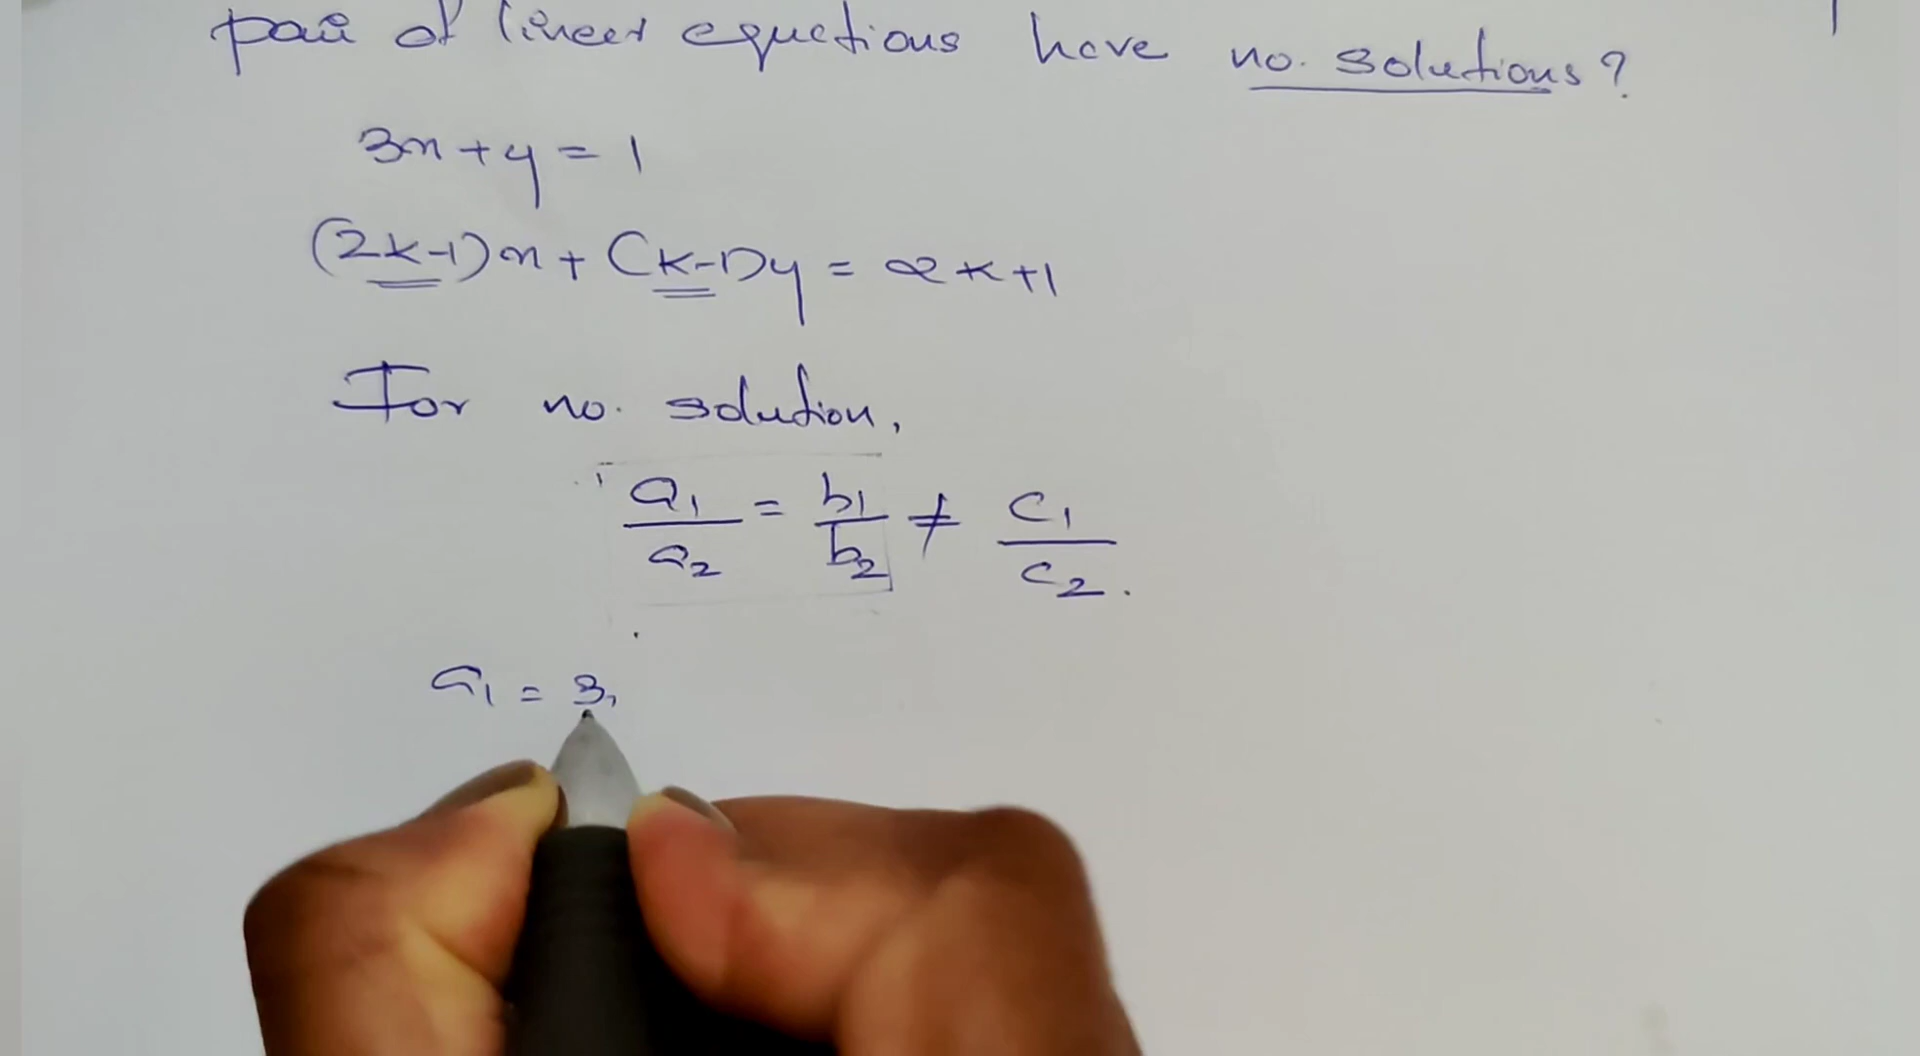 pair of linear equations have no. solutions?
3x+y=1
(2k-1)x+(k-1)y=2k+1
For no. solution,
a₁/a₂ = b₁/b₂ ≠ c₁/c₂.
a₁ = 3,